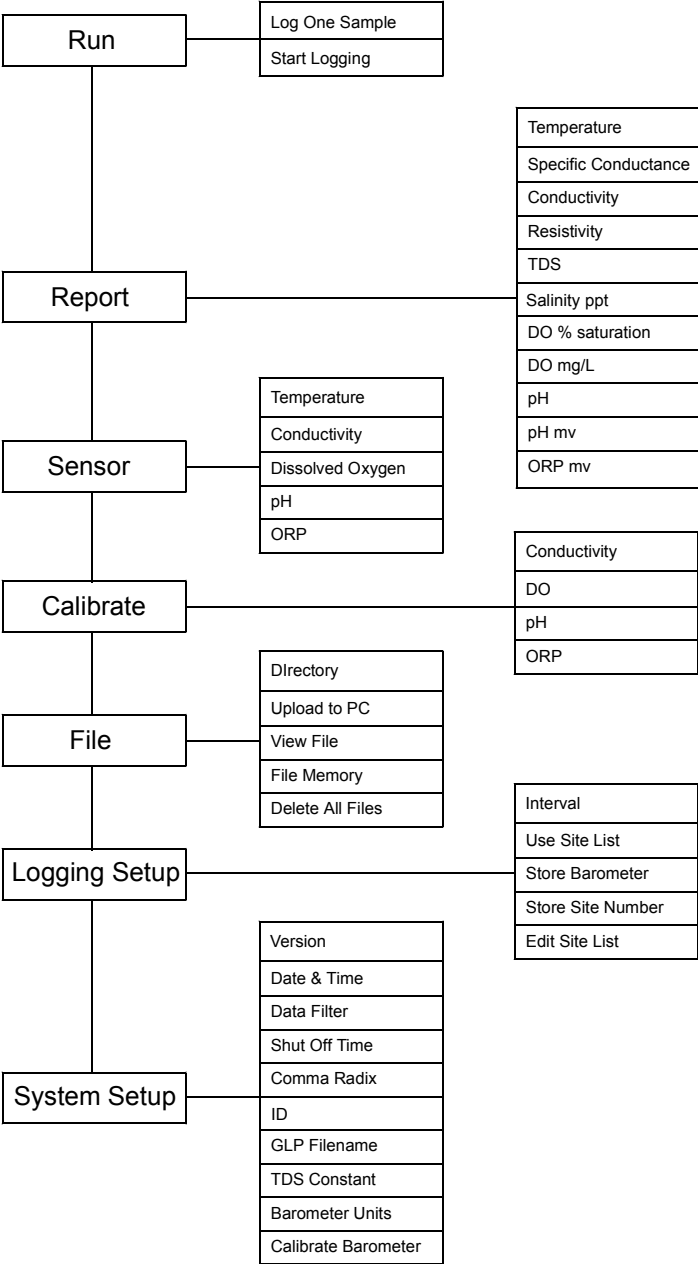 Run
Log One Sample
Start Logging
Report
Temperature
Specific Conductance
Conductivity
Resistivity
TDS
Salinity ppt
DO % saturation
DO mg/L
pH
pH mv
ORP mv
Sensor
Temperature
Conductivity
Dissolved Oxygen
pH
ORP
Calibrate
Conductivity
DO
pH
ORP
File
DIrectory
Upload to PC
View File
File Memory
Delete All Files
Logging Setup
Interval
Use Site List
Store Barometer
Store Site Number
Edit Site List
System Setup
Version
Date & Time
Data Filter
Shut Off Time
Comma Radix
ID
GLP Filename
TDS Constant
Barometer Units
Calibrate Barometer